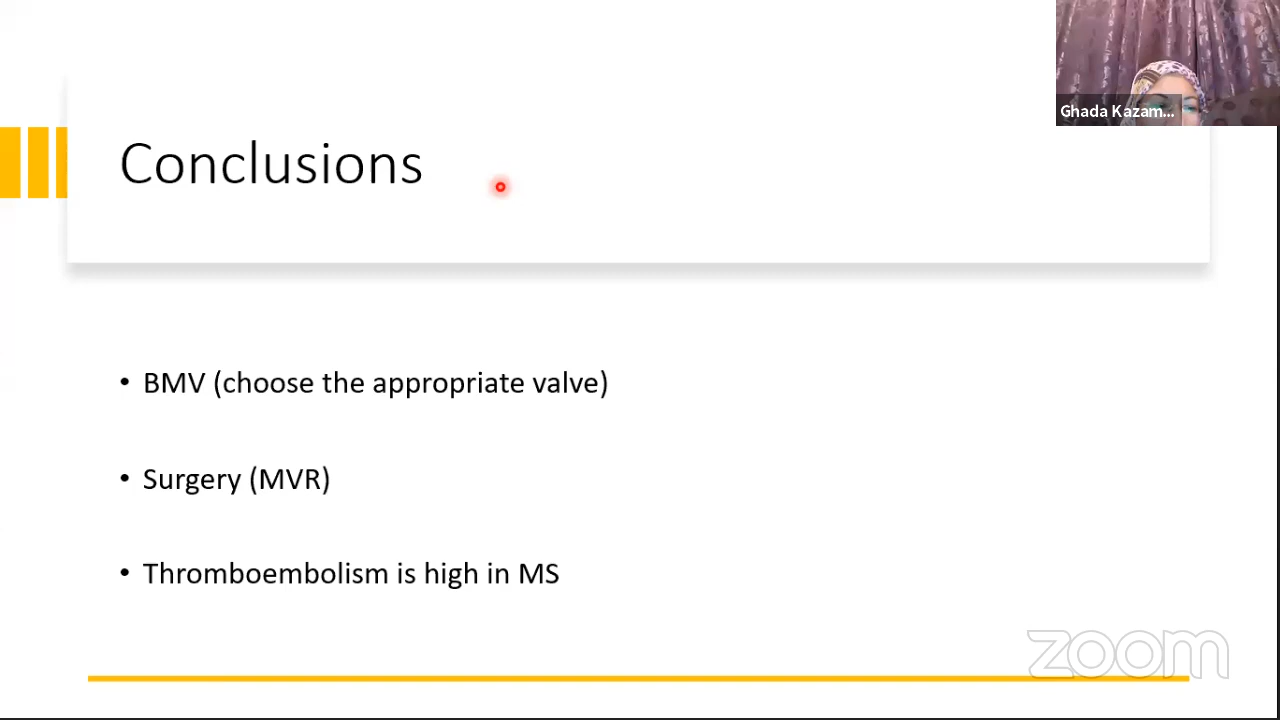 Ghada Kazam...
Conclusions
• BMV (choose the appropriate valve)
• Surgery (MVR)
• Thromboembolism is high in MS
zoom